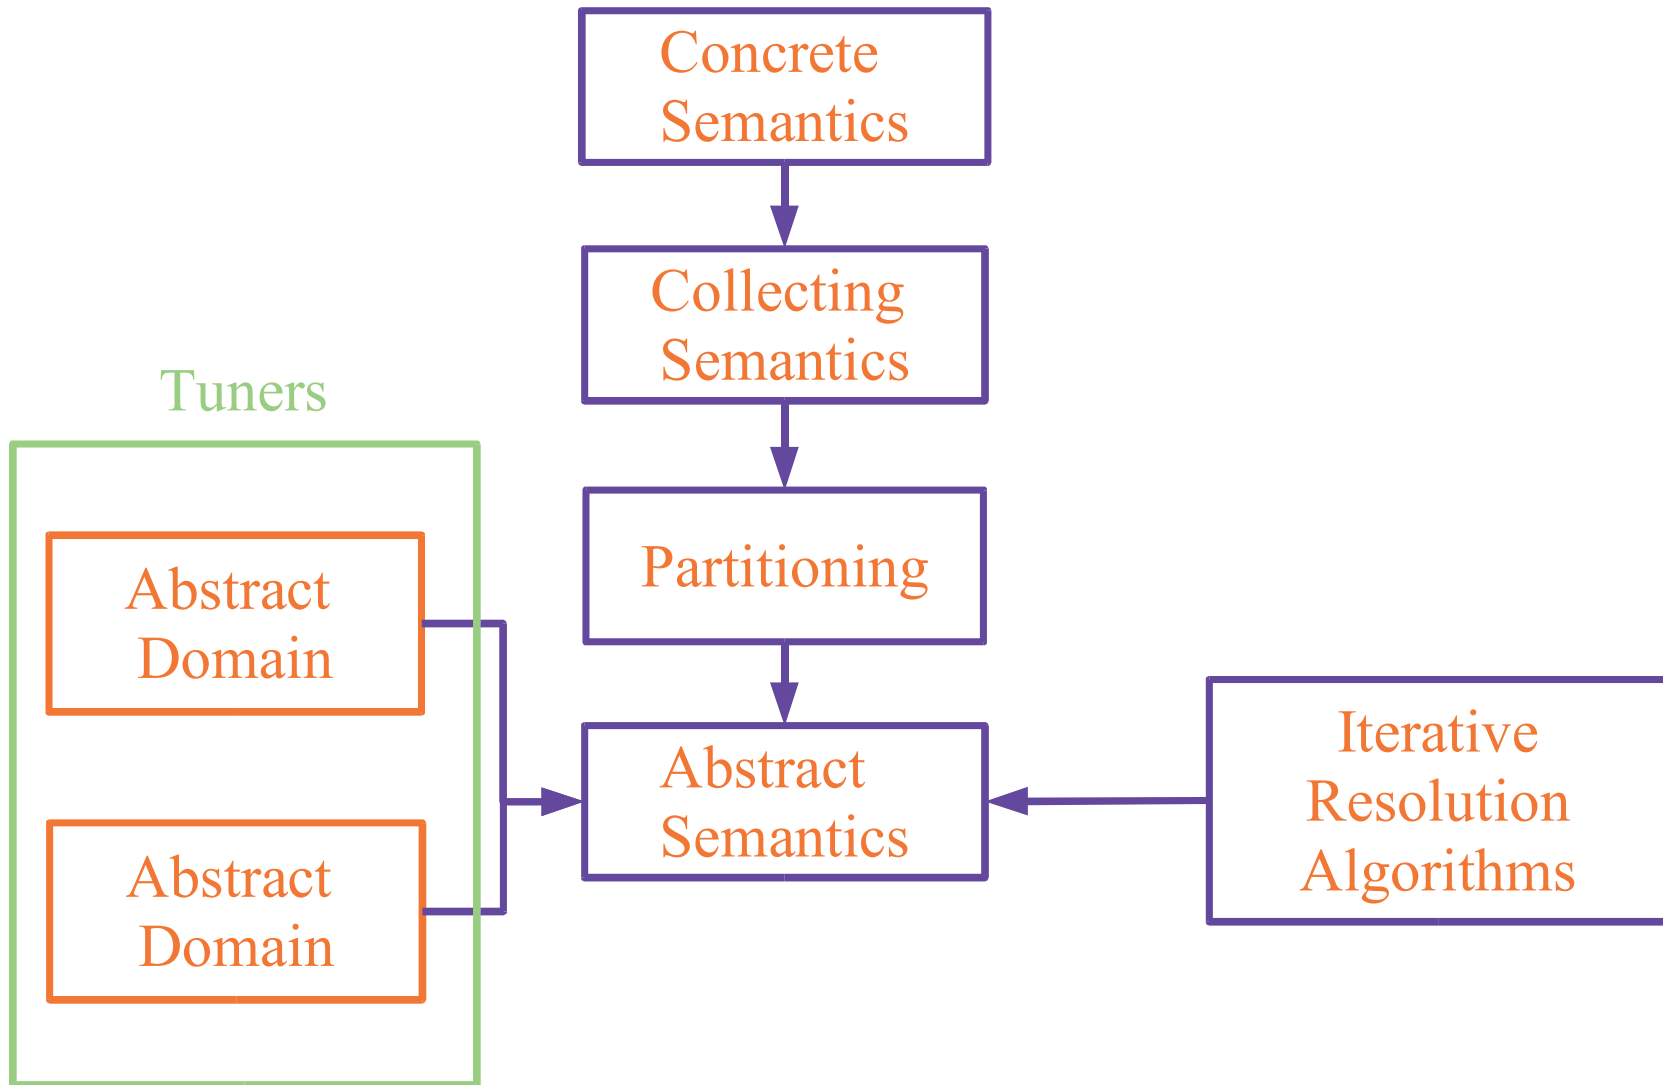 Concrete
Semantics
Collecting
Semantics
Tuners
Partitioning
Abstract
Domain
Abstract
Semantics
Iterative
Resolution
Algorithms
Abstract
Domain